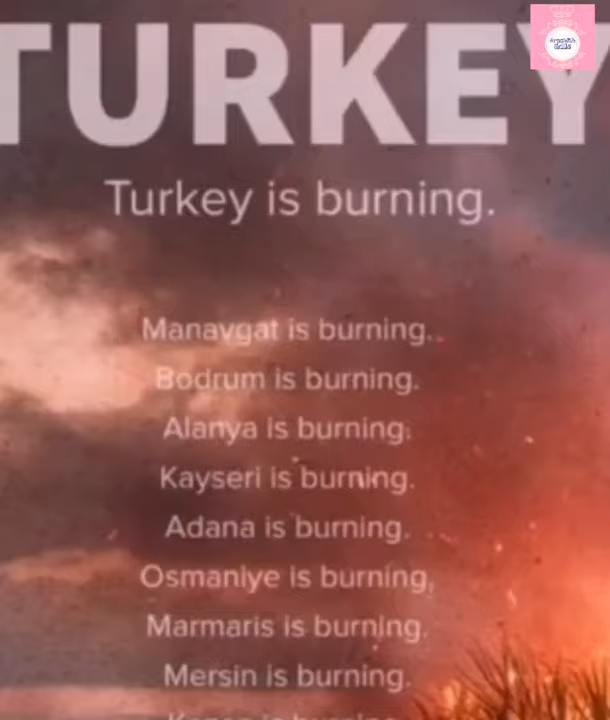 TURKEY
Turkey is burning.
Manavgat is burning.
Bodrum is burning.
Alanya is burning.
Kayseri is burning.
Adana is burning.
Osmaniye is burning.
Marmaris is burning.
Mersin is burning.